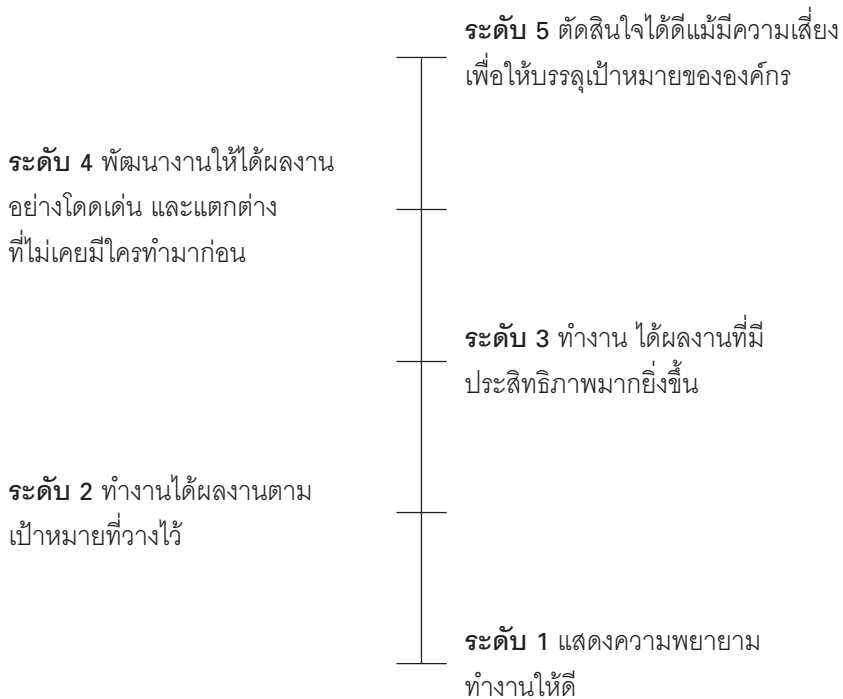 ระดับ 5 ตัดสินใจได้ดีแม้มีความเสี่ยง
เพื่อให้บรรลุเป้าหมายขององค์กร
ระดับ 4 พัฒนางานให้ได้ผลงาน
อย่างโดดเด่น และแตกต่าง
ที่ไม่เคยมีใครทำมาก่อน
ระดับ 3 ทำงาน ได้ผลงานที่มี
ประสิทธิภาพมากยิ่งขึ้น
ระดับ 2 ทำงานได้ผลงานตาม
เป้าหมายที่วางไว้
ระดับ 1 แสดงความพยายาม
ทำงานให้ดี